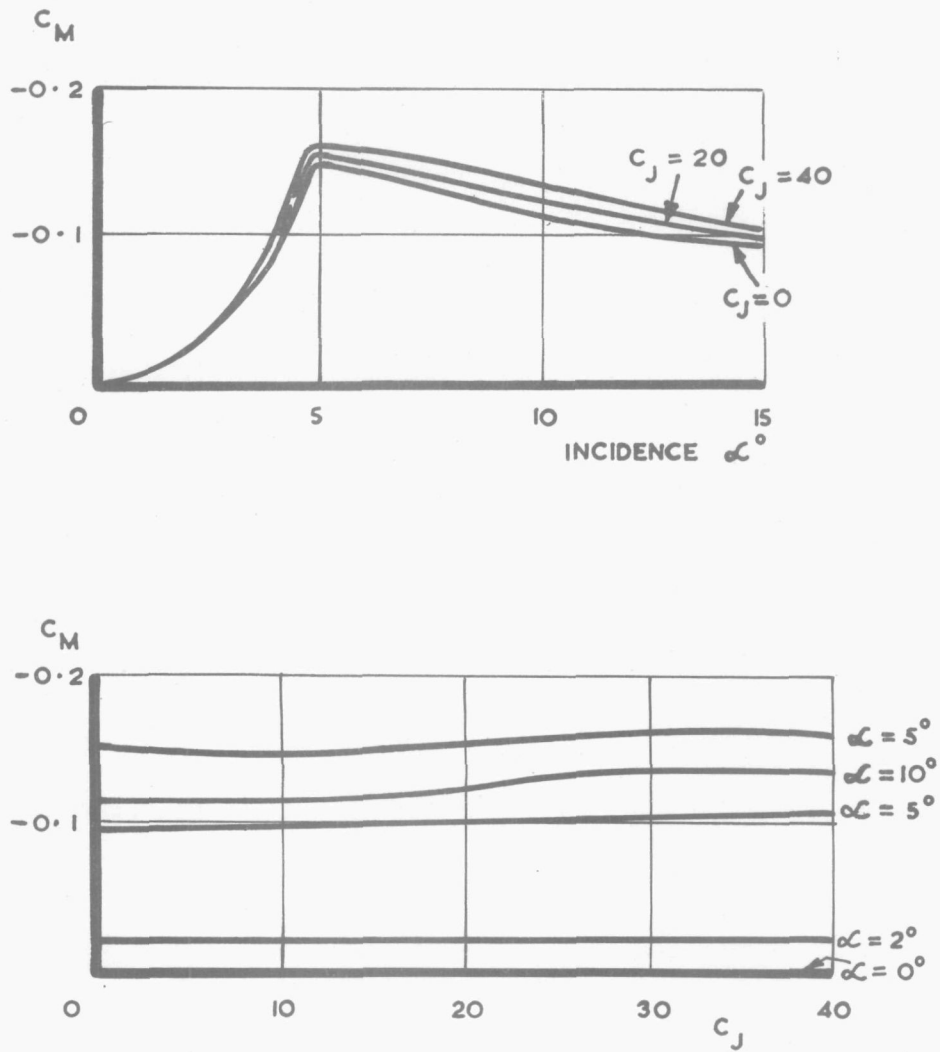 C_M
-0.2
C_J = 20
C_J = 40
-0.1
C_J = 0
0 5 10 15
INCIDENCE α°
C_M
-0.2
α = 5°
α = 10°
-0.1
α = 5°
α = 2°
α = 0°
0 10 20 30 40
C_J